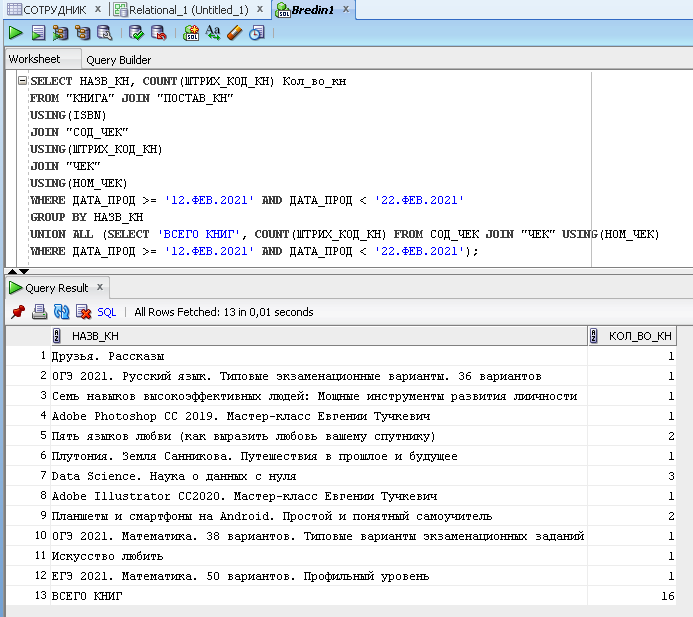 СОТРУДНИК
Relational_1 (Untitled_1)
Bredin1
Worksheet
Query Builder
SELECT НАЗВ_КН, COUNT(ШТРИХ_КОД_КН) Кол_во_кн
FROM "КНИГА" JOIN "ПОСТАВ_КН"
USING(ISBN)
JOIN "СОД_ЧЕК"
USING(ШТРИХ_КОД_КН)
JOIN "ЧЕК"
USING(НОМ_ЧЕК)
WHERE ДАТА_ПРОД >= '12.ФЕВ.2021' AND ДАТА_ПРОД < '22.ФЕВ.2021'
GROUP BY НАЗВ_КН
UNION ALL (SELECT 'ВСЕГО КНИГ', COUNT(ШТРИХ_КОД_КН) FROM СОД_ЧЕК JOIN "ЧЕК" USING(НОМ_ЧЕК)
WHERE ДАТА_ПРОД >= '12.ФЕВ.2021' AND ДАТА_ПРОД < '22.ФЕВ.2021');
Query Result
SQL All Rows Fetched: 13 in 0,01 seconds
НАЗВ_КН КОЛ_ВО_КН
1 Друзья. Рассказы 1
2 ОГЭ 2021. Русский язык. Типовые экзаменационные варианты. 36 вариантов 1
3 Семь навыков высокоэффективных людей: Мощные инструменты развития лиичности 1
4 Adobe Photoshop CC 2019. Мастер-класс Евгении Тучкевич 1
5 Пять языков любви (как выразить любовь вашему спутнику) 2
6 Плутония. Земля Санникова. Путешествия в прошлое и будущее 1
7 Data Science. Наука о данных с нуля 3
8 Adobe Illustrator CC2020. Мастер-класс Евгении Тучкевич 1
9 Планшеты и смартфоны на Android. Простой и понятный самоучитель 2
10 ОГЭ 2021. Математика. 38 вариантов. Типовые варианты экзаменационных заданий 1
11 Искусство любить 1
12 ЕГЭ 2021. Математика. 50 вариантов. Профильный уровень 1
13 ВСЕГО КНИГ 16